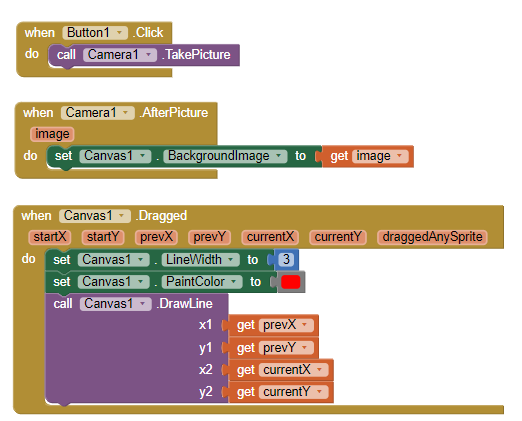 when Button1 .Click
do call Camera1 .TakePicture
when Camera1 .AfterPicture
image
do set Canvas1 . BackgroundImage to get image
when Canvas1 .Dragged
startX startY prevX prevY currentX currentY draggedAnySprite
do set Canvas1 . LineWidth to 3
set Canvas1 . PaintColor to
call Canvas1 .DrawLine
x1 get prevX
y1 get prevY
x2 get currentX
y2 get currentY